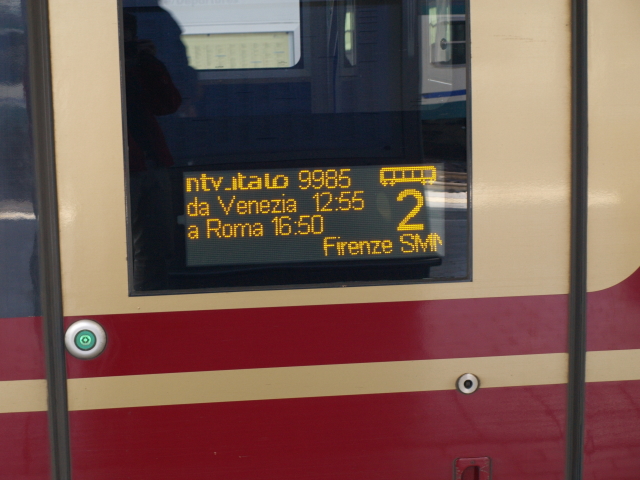 ntv.italo 9985
da Venezia 12:55
a Roma 16:50
2
Firenze SMN